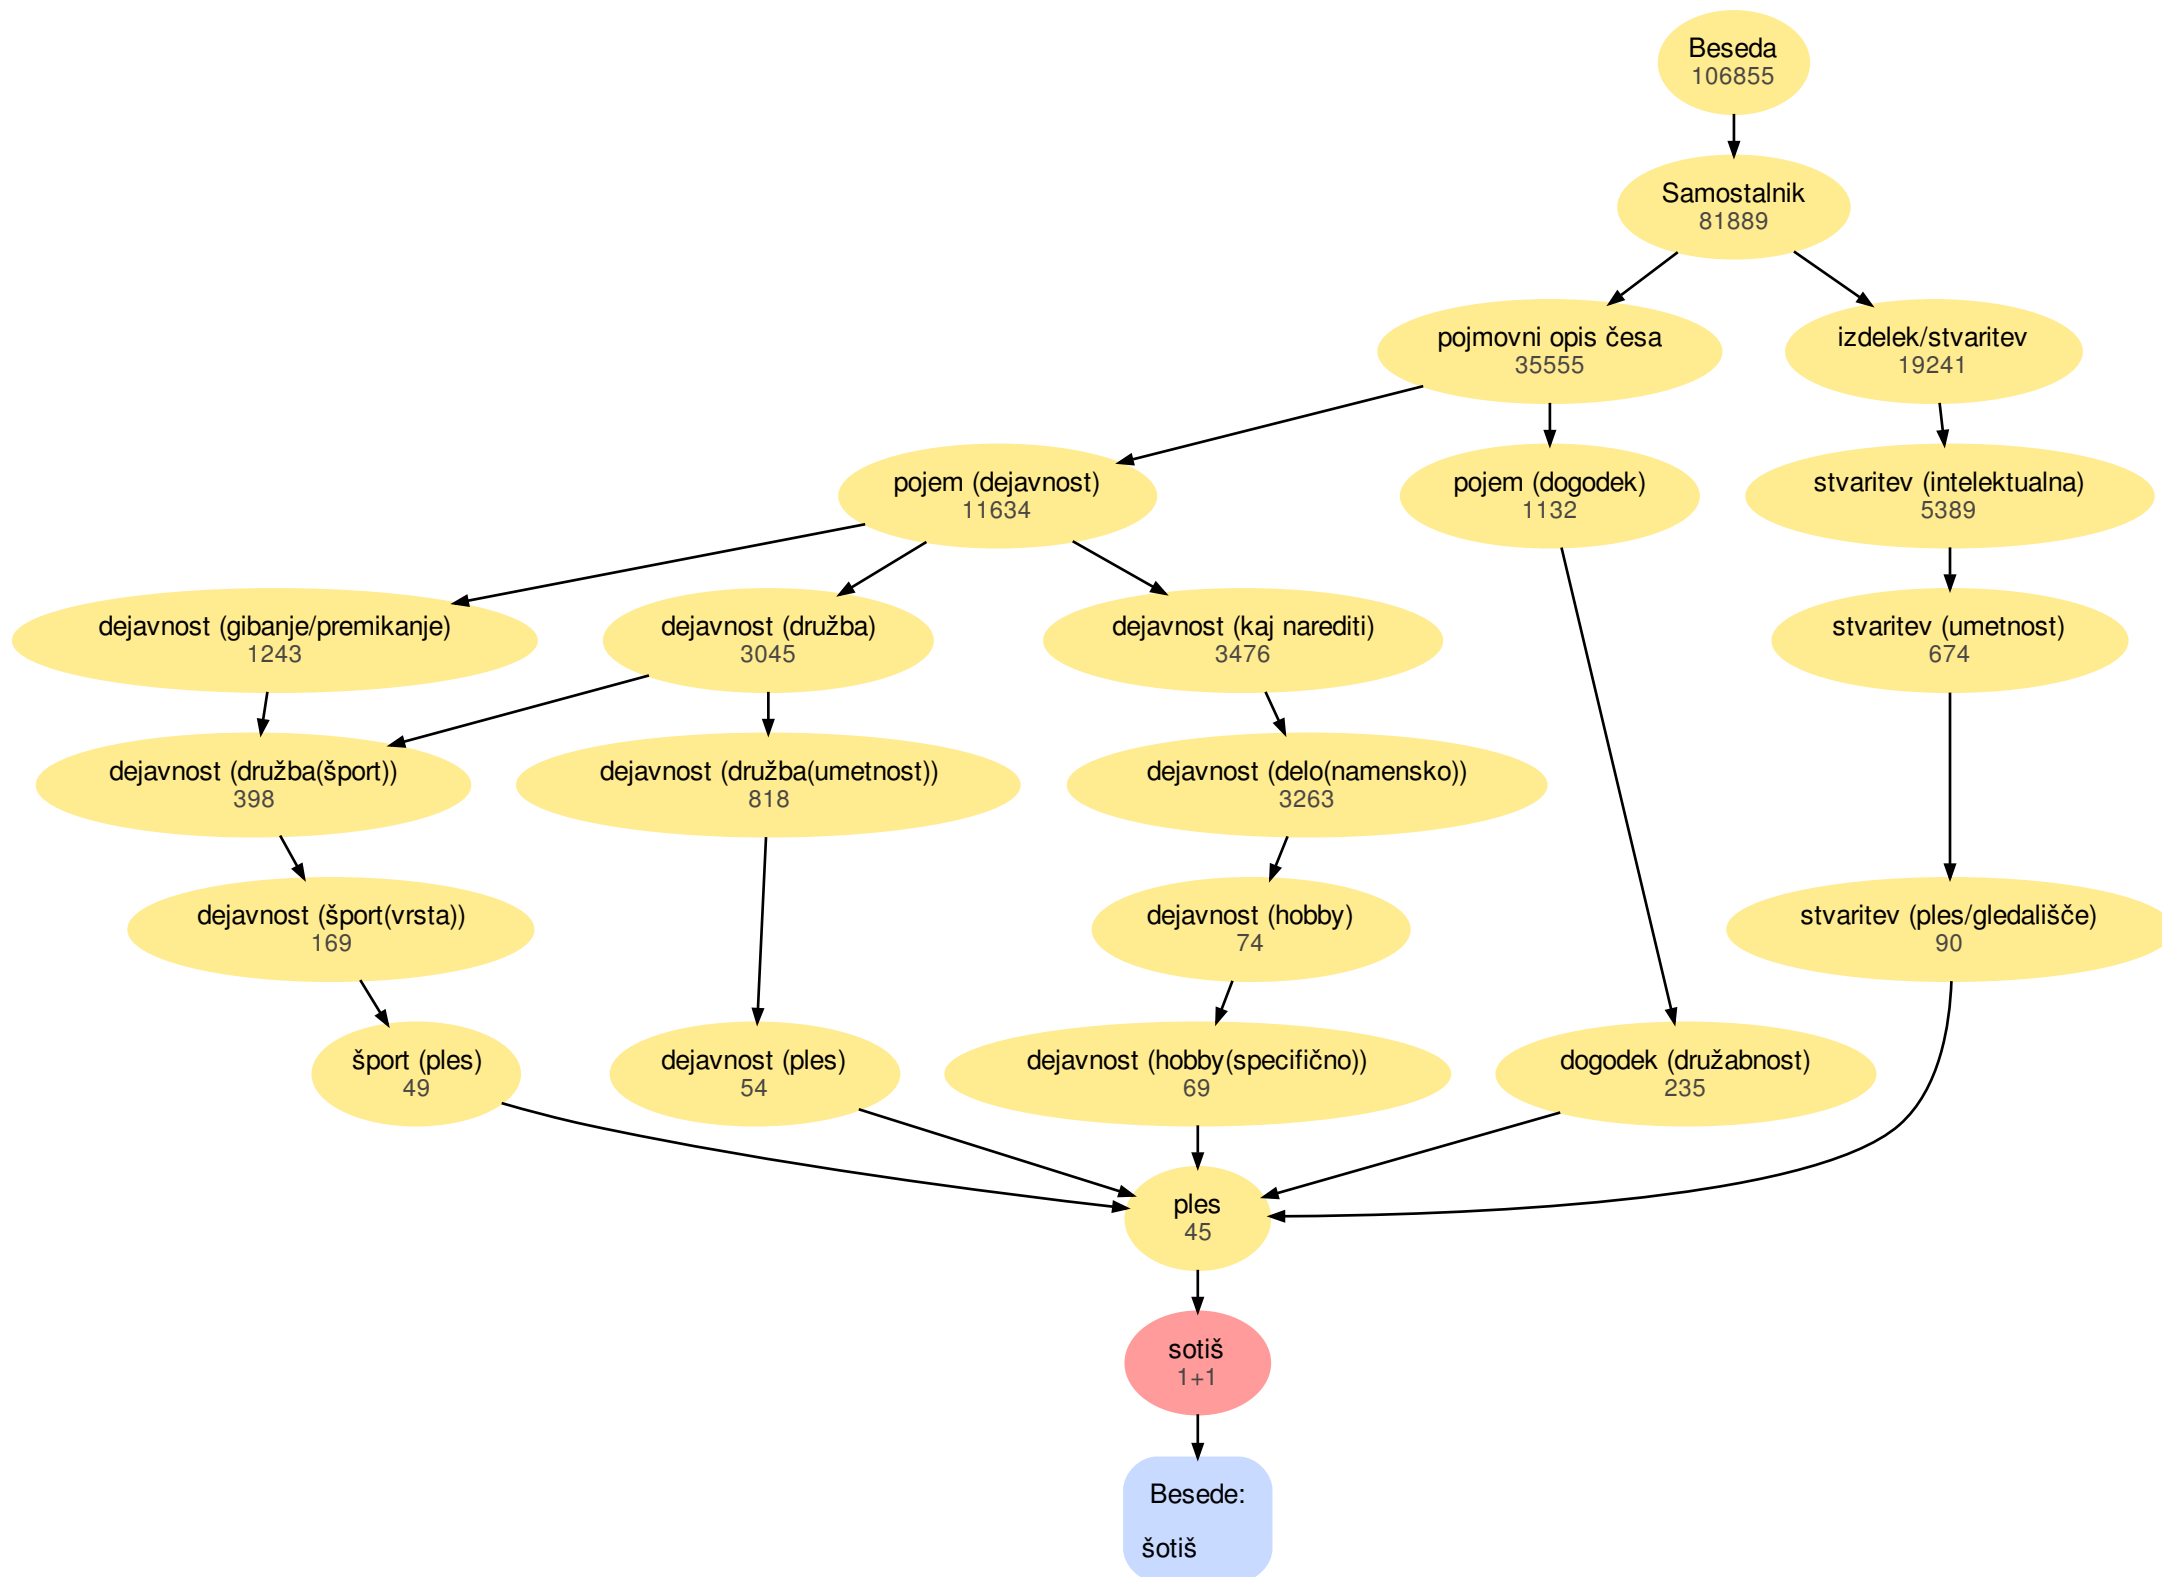 Beseda
106855
Samostalnik
81889
pojmovni opis česa
35555
izdelek/stvaritev
19241
pojem (dejavnost)
11634
pojem (dogodek)
1132
stvaritev (intelektualna)
5389
dejavnost (gibanje/premikanje)
1243
dejavnost (družba)
3045
dejavnost (kaj narediti)
3476
stvaritev (umetnost)
674
dejavnost (družba(šport))
398
dejavnost (družba(umetnost))
818
dejavnost (delo(namensko))
3263
dejavnost (šport(vrsta))
169
dejavnost (hobby)
74
stvaritev (ples/gledališče)
90
šport (ples)
49
dejavnost (ples)
54
dejavnost (hobby(specifično))
69
dogodek (družabnost)
235
ples
45
sotiš
1+1
Besede:
šotiš